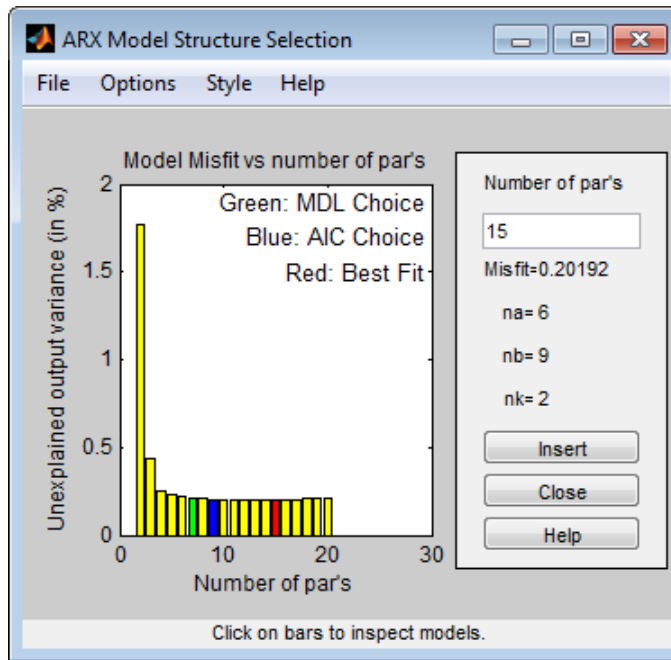 ARX Model Structure Selection
File Options Style Help
Model Misfit vs number of par's
Unexplained output variance (in %)
2
1.5
1
0.5
0
Green: MDL Choice
Blue: AIC Choice
Red: Best Fit
0 10 20 30
Number of par's
Number of par's
15
Misfit=0.20192
na= 6
nb= 9
nk= 2
Insert
Close
Help
Click on bars to inspect models.